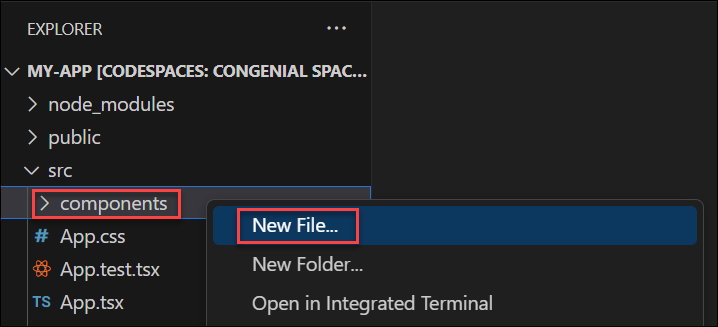 EXPLORER
MY-APP [CODESPACES: CONGENIAL SPAC...
node_modules
public
src
components
New File...
# App.css
New Folder...
App.test.tsx
TS App.tsx
Open in Integrated Terminal